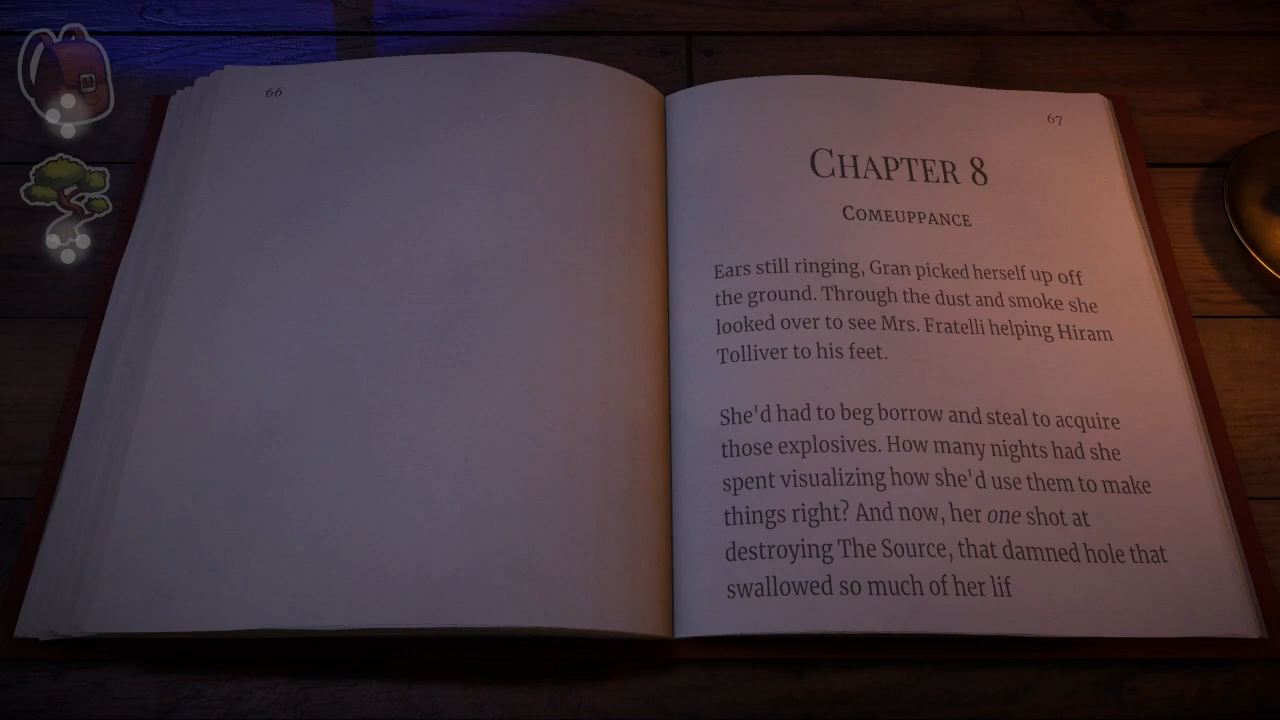 66
67
Chapter 8
Comeuppance
Ears still ringing, Gran picked herself up off
the ground. Through the dust and smoke she
looked over to see Mrs. Fratelli helping Hiram
Tolliver to his feet.
She'd had to beg borrow and steal to acquire
those explosives. How many nights had she
spent visualizing how she'd use them to make
things right? And now, her one shot at
destroying The Source, that damned hole that
swallowed so much of her lif